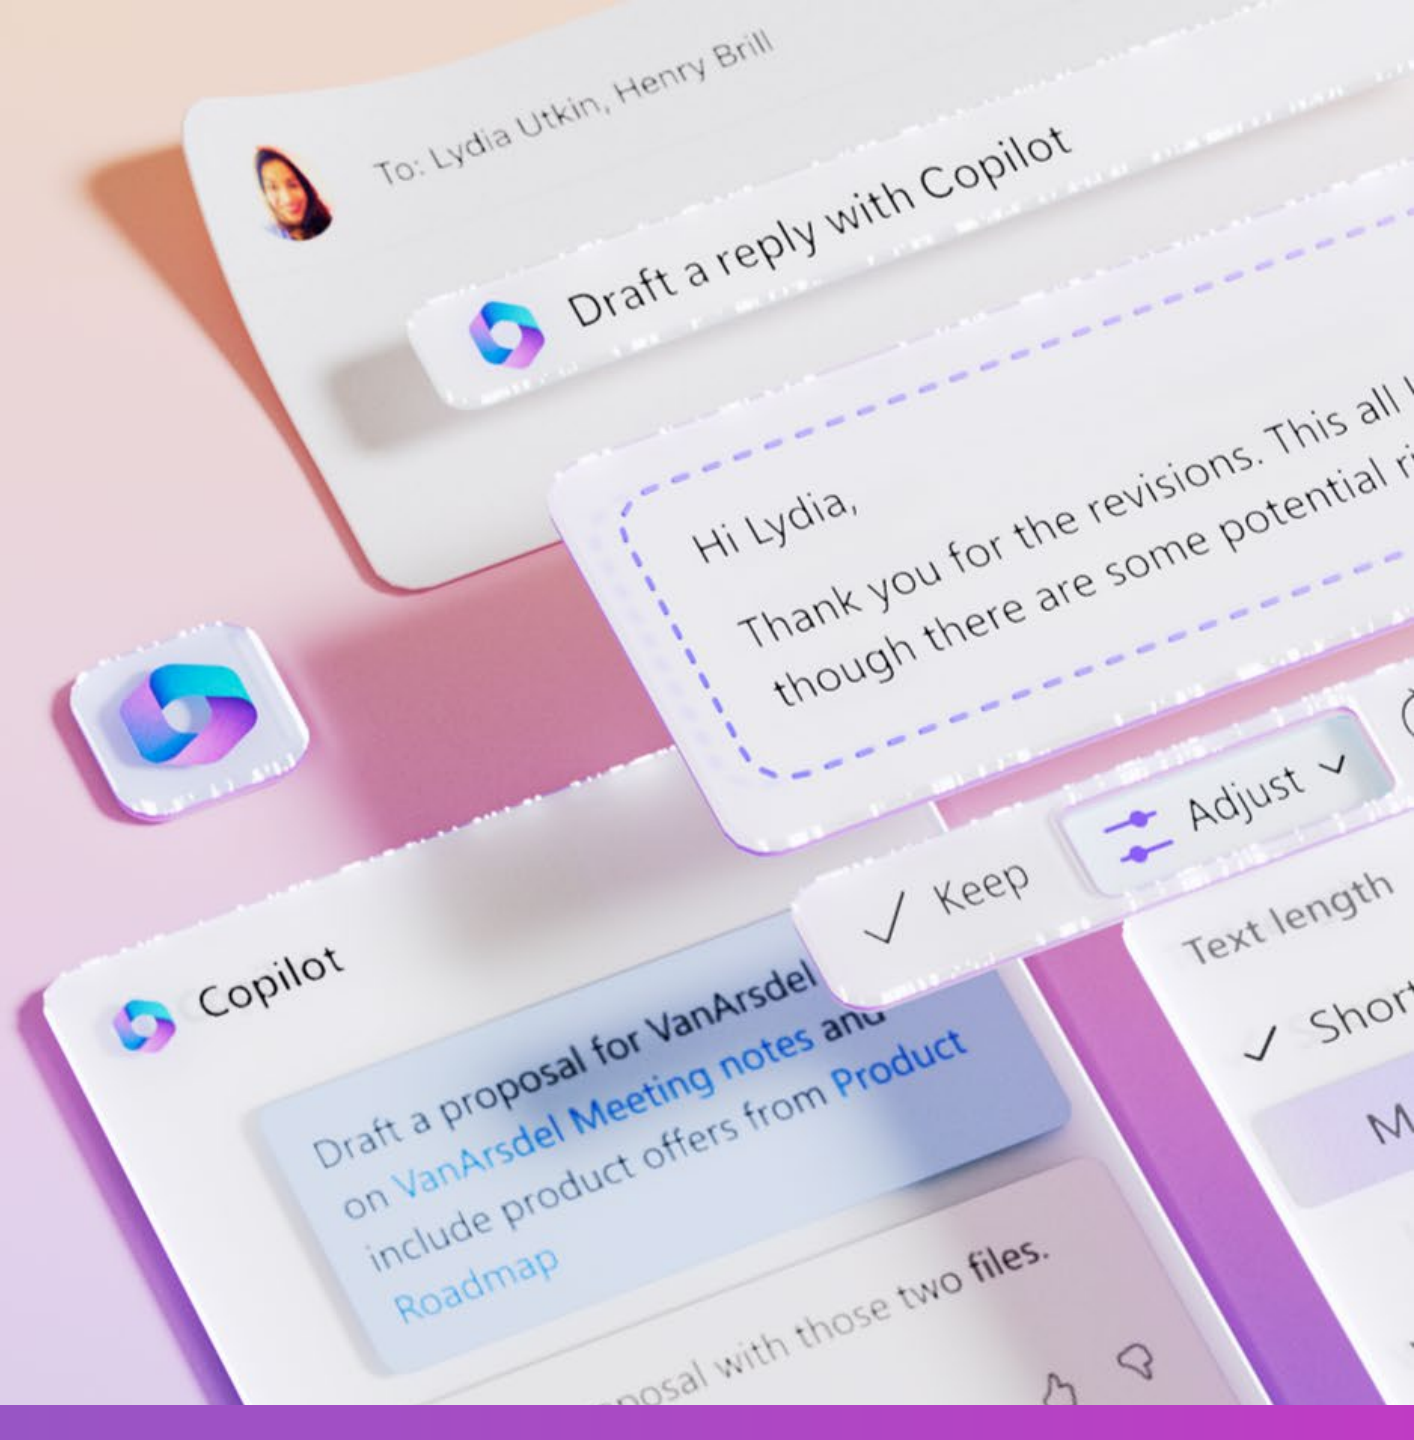 To: Lydia Utkin, Henry Brill
Draft a reply with Copilot
Hi Lydia,
Thank you for the revisions. This all
though there are some potential
Keep
Adjust
Text length
Copilot
Draft a proposal for VanArsdel
on VanArsdel Meeting notes and
include product offers from Product
Roadmap
with those two files.